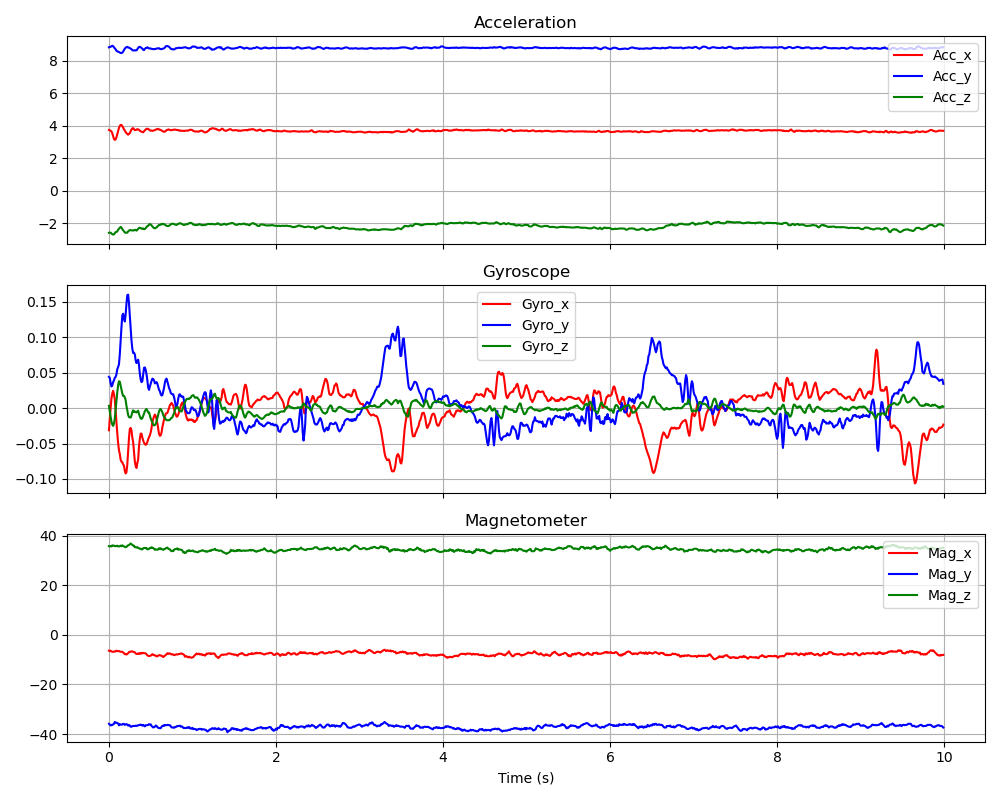 Acceleration
8
6
4
2
0
−2
Acc_x
Acc_y
Acc_z
Gyroscope
0.15
0.10
0.05
0.00
−0.05
−0.10
Gyro_x
Gyro_y
Gyro_z
Magnetometer
40
20
0
−20
−40
Mag_x
Mag_y
Mag_z
0 2 4 6 8 10
Time (s)